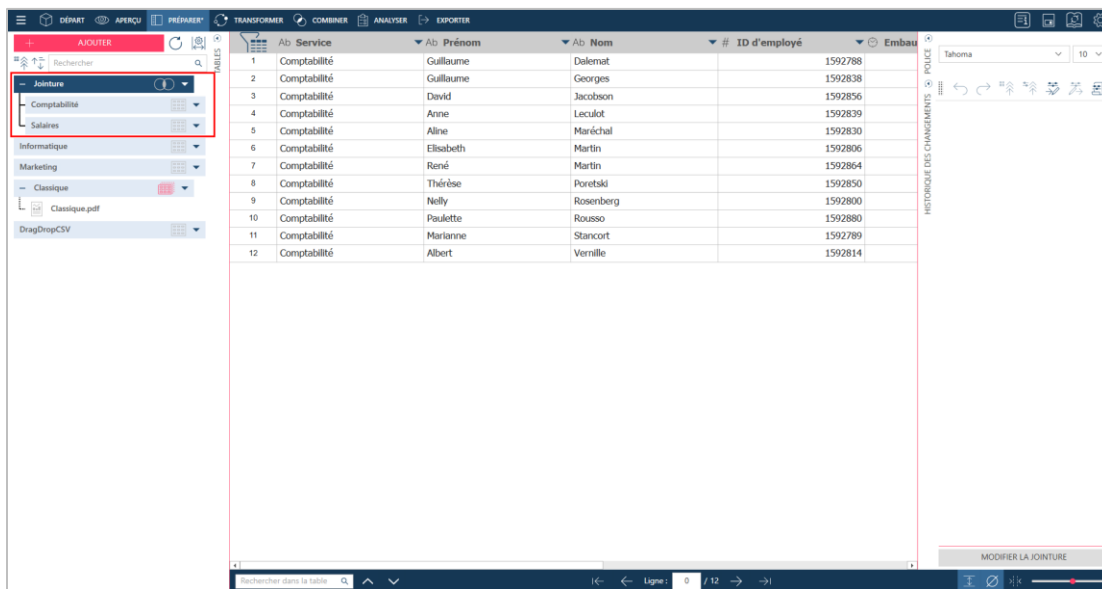 DÉPART APERÇU PRÉPARER* TRANSFORMER COMBINER ANALYSER EXPORTER
AJOUTER
Rechercher
Jointure
Comptabilité
Salaires
Informatique
Marketing
Classique
Classique.pdf
DragDropCSV
TABLES
Ab Service Ab Prénom Ab Nom # ID d'employé Embau
1 Comptabilité Guillaume Dalemat 1592788
2 Comptabilité Guillaume Georges 1592838
3 Comptabilité David Jacobson 1592856
4 Comptabilité Anne Leculot 1592839
5 Comptabilité Aline Maréchal 1592830
6 Comptabilité Elisabeth Martin 1592806
7 Comptabilité René Martin 1592864
8 Comptabilité Thérèse Poretski 1592850
9 Comptabilité Nelly Rosenberg 1592800
10 Comptabilité Paulette Rousso 1592880
11 Comptabilité Marianne Stancort 1592789
12 Comptabilité Albert Vernille 1592814
POLICE
Tahoma 10
HISTORIQUE DES CHANGEMENTS
MODIFIER LA JOINTURE
Rechercher dans la table Ligne : 0 / 12